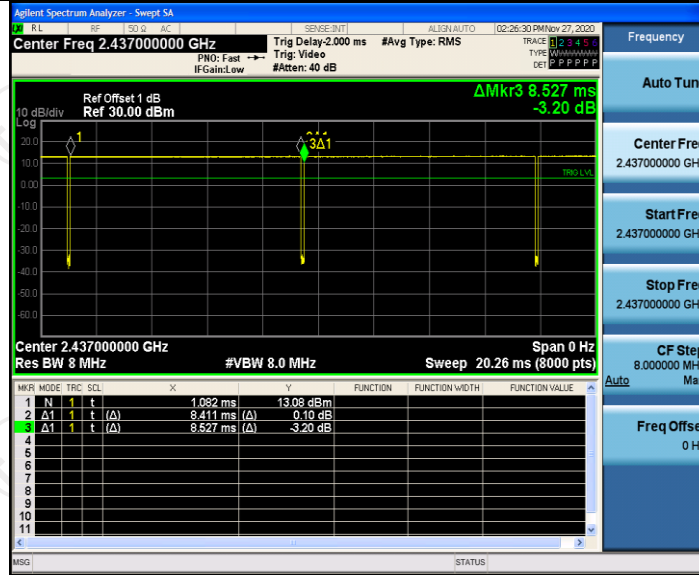 Agilent Spectrum Analyzer - Swept SA
RL RF 50 Ω AC SENSE:INT ALIGN AUTO 02:26:30 PM Nov 27, 2020
Center Freq 2.437000000 GHz
PNO: Fast
IFGain:Low
Trig Delay-2.000 ms
Trig: Video
#Atten: 40 dB
#Avg Type: RMS
TRACE 1 2 3 4 5 6
TYPE
DET P P P P P P
ΔMkr3 8.527 ms
-3.20 dB
Ref Offset 1 dB
10 dB/div Ref 30.00 dBm
Log
20.0
10.0
0.00
-10.0
-20.0
-30.0
-40.0
-50.0
-60.0
1
3Δ1
TRIG LVL
Center 2.437000000 GHz Span 0 Hz
Res BW 8 MHz #VBW 8.0 MHz Sweep 20.26 ms (8000 pts)
MKR MODE TRC SCL X Y FUNCTION FUNCTION WIDTH FUNCTION VALUE
1 N 1 t 1.082 ms 13.08 dBm
2 Δ1 1 t (Δ) 8.411 ms (Δ) 0.10 dB
3 Δ1 1 t (Δ) 8.527 ms (Δ) -3.20 dB
4
5
6
7
8
9
10
11
MSG STATUS
Frequency
Auto Tun
Center Fre
2.437000000 GH
Start Fre
2.437000000 GH
Stop Fre
2.437000000 GH
CF Ste
8.000000 MH
Auto Ma
Freq Offse
0 H